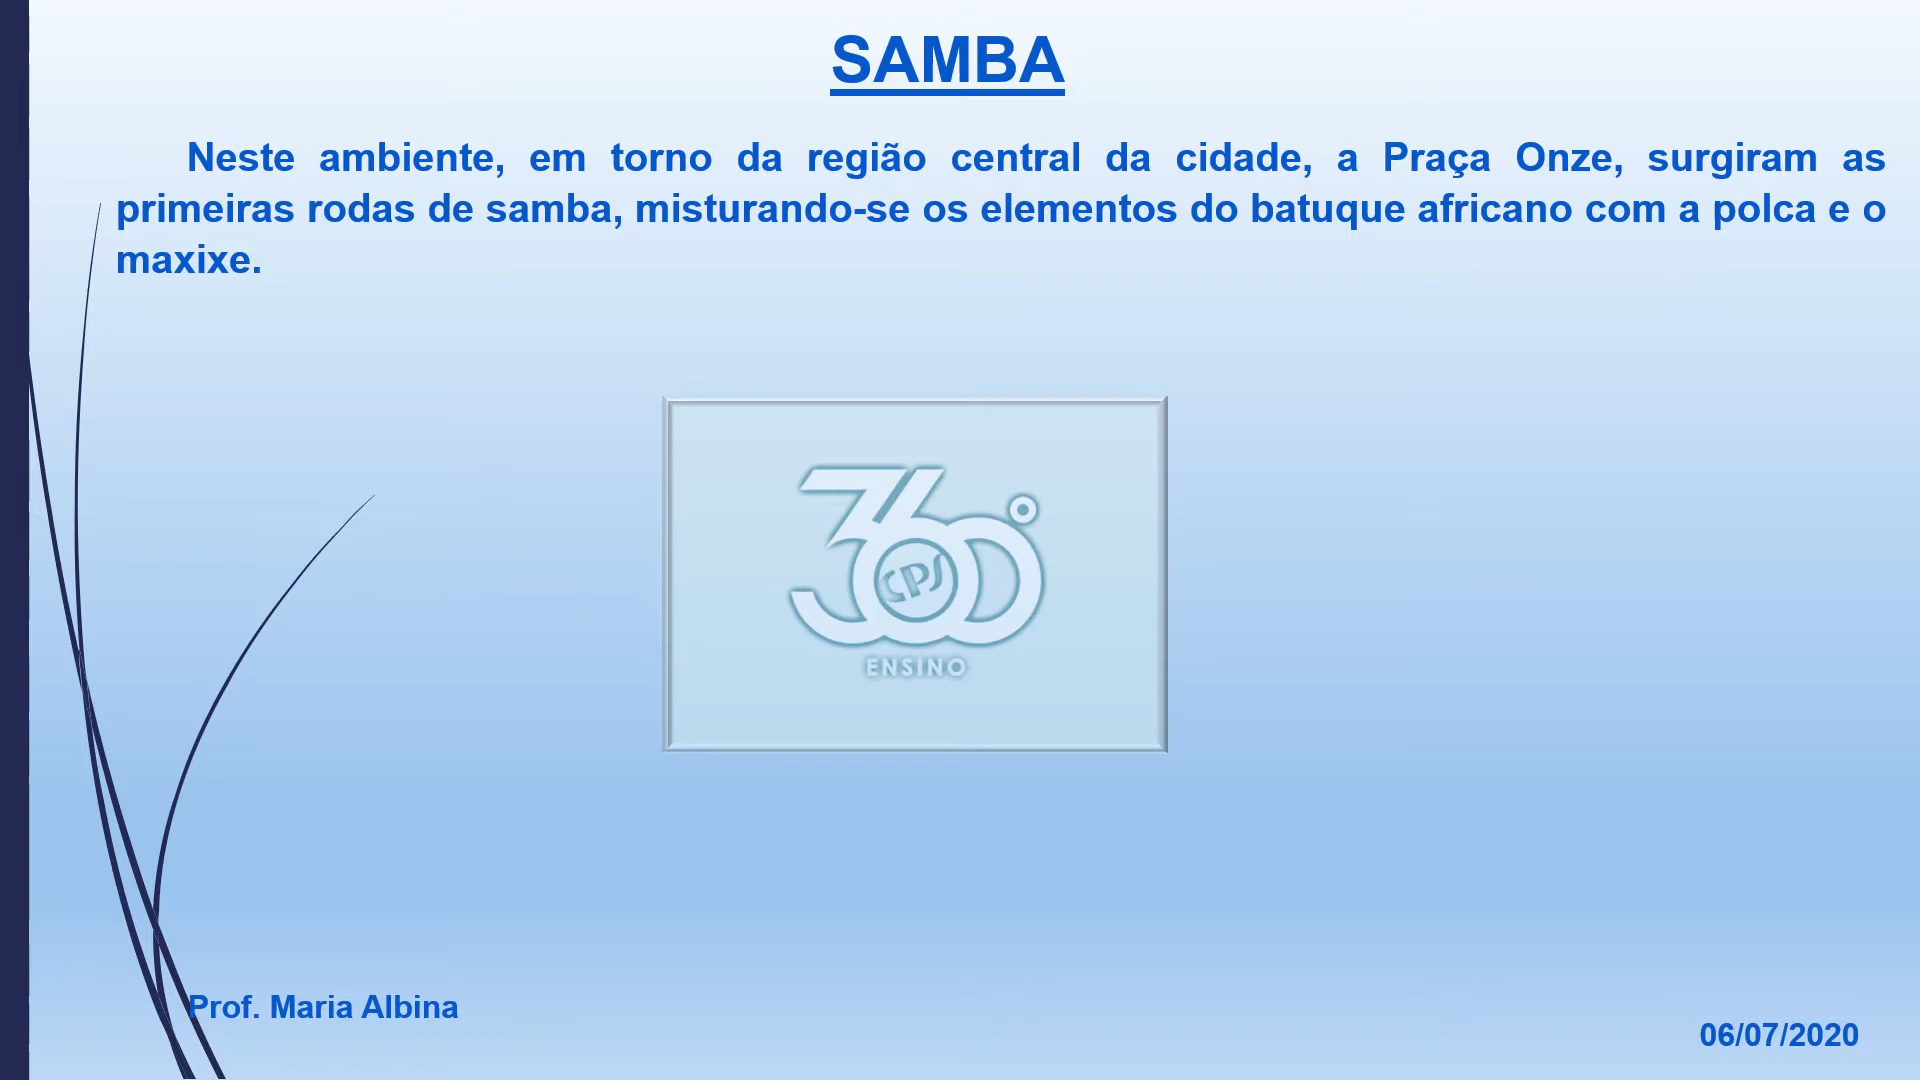 SAMBA
Neste ambiente, em torno da região central da cidade, a Praça Onze, surgiram as
primeiras rodas de samba, misturando-se os elementos do batuque africano com a polca e o
maxixe.
360°
CPS
ENSINO
Prof. Maria Albina
06/07/2020